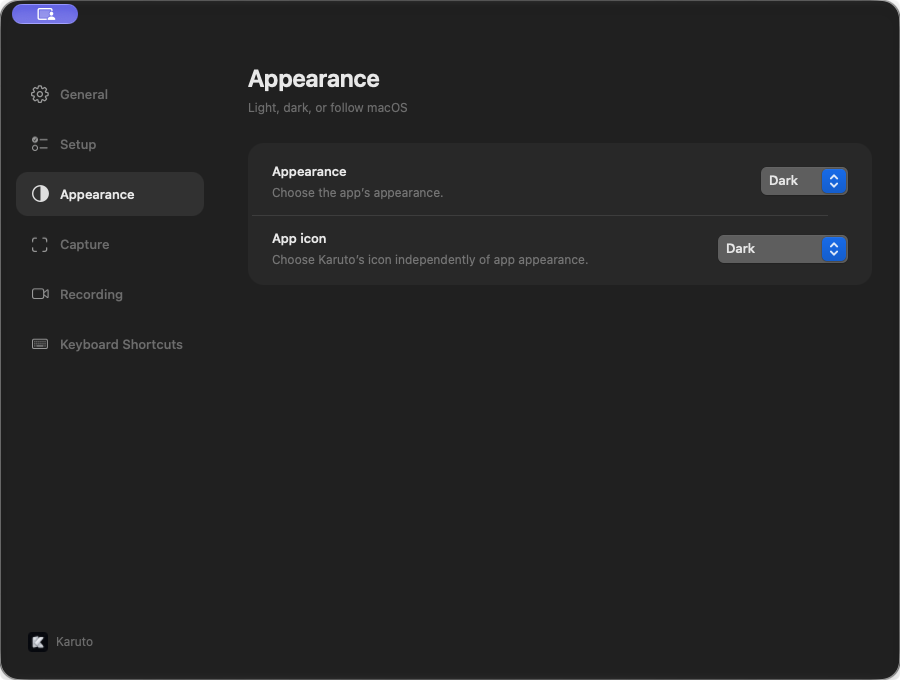 General
Setup
Appearance
Capture
Recording
Keyboard Shortcuts
Karuto
Appearance
Light, dark, or follow macOS
Appearance
Choose the app's appearance.
Dark
App icon
Choose Karuto's icon independently of app appearance.
Dark